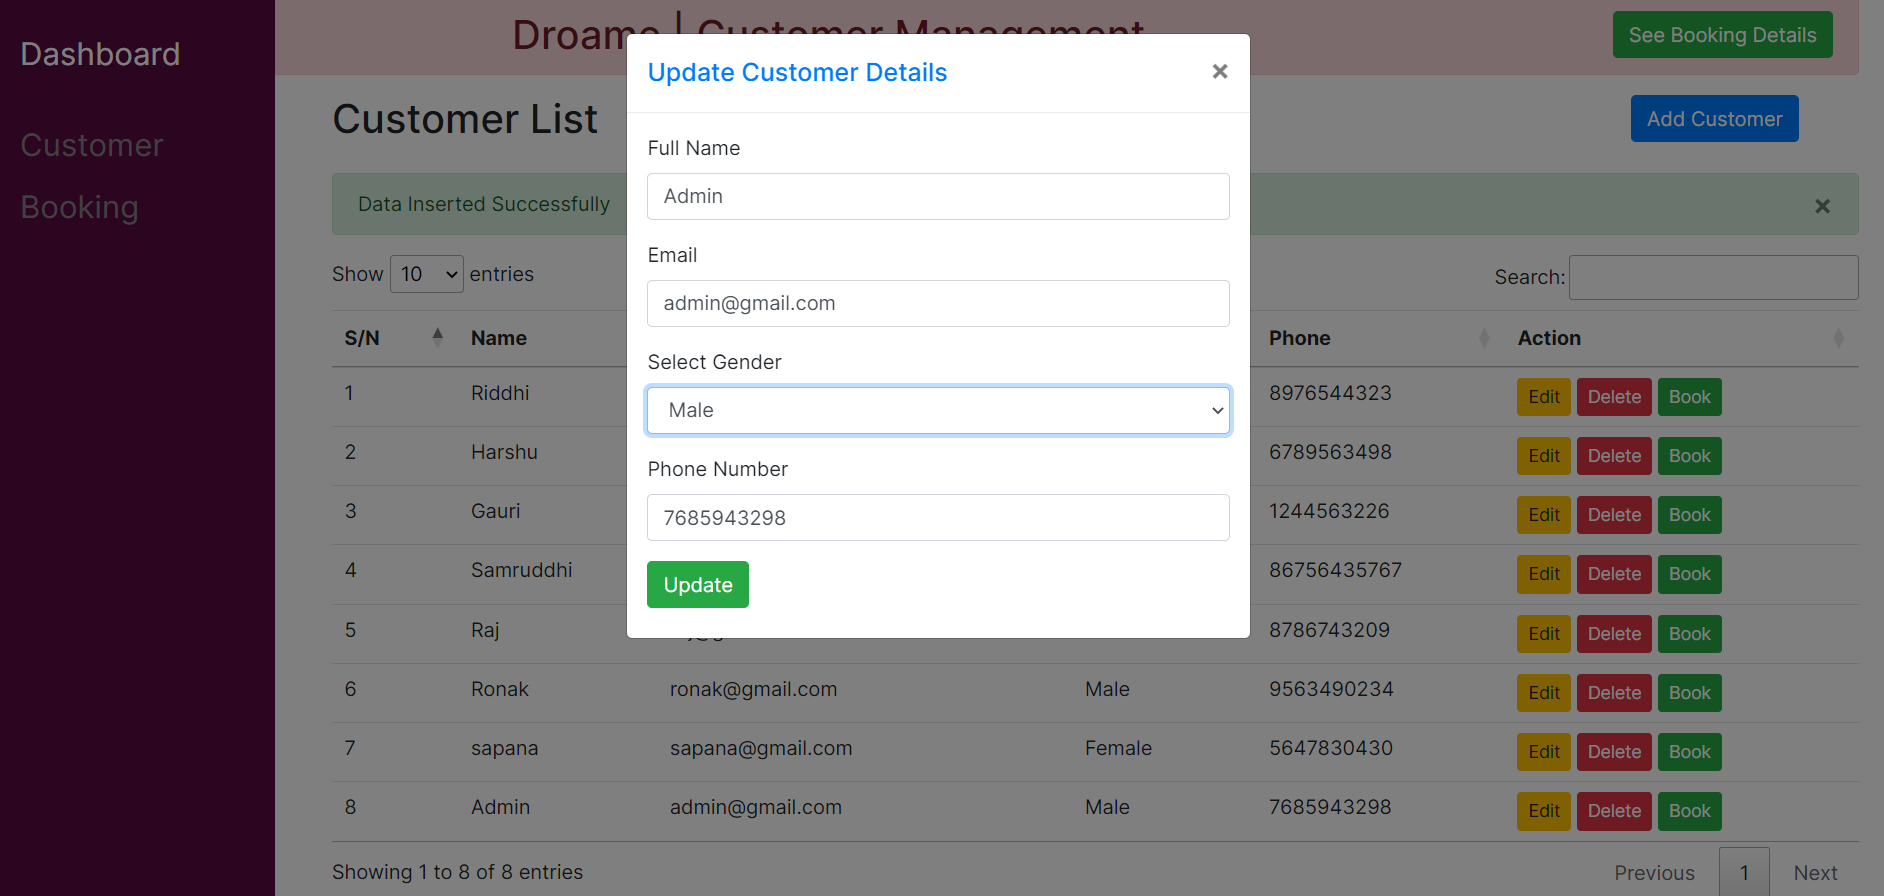 Dashboard
Customer
Booking
Droame | Customer Management
See Booking Details
Customer List
Add Customer
Data Inserted Successfully
×
Show 10 entries
Search:
S/N Name Phone Action
1 Riddhi 8976544323 Edit Delete Book
2 Harshu 6789563498 Edit Delete Book
3 Gauri 1244563226 Edit Delete Book
4 Samruddhi 86756435767 Edit Delete Book
5 Raj 8786743209 Edit Delete Book
6 Ronak ronak@gmail.com Male 9563490234 Edit Delete Book
7 sapana sapana@gmail.com Female 5647830430 Edit Delete Book
8 Admin admin@gmail.com Male 7685943298 Edit Delete Book
Showing 1 to 8 of 8 entries
Previous 1 Next
Update Customer Details ×
Full Name
Admin
Email
admin@gmail.com
Select Gender
Male
Phone Number
7685943298
Update